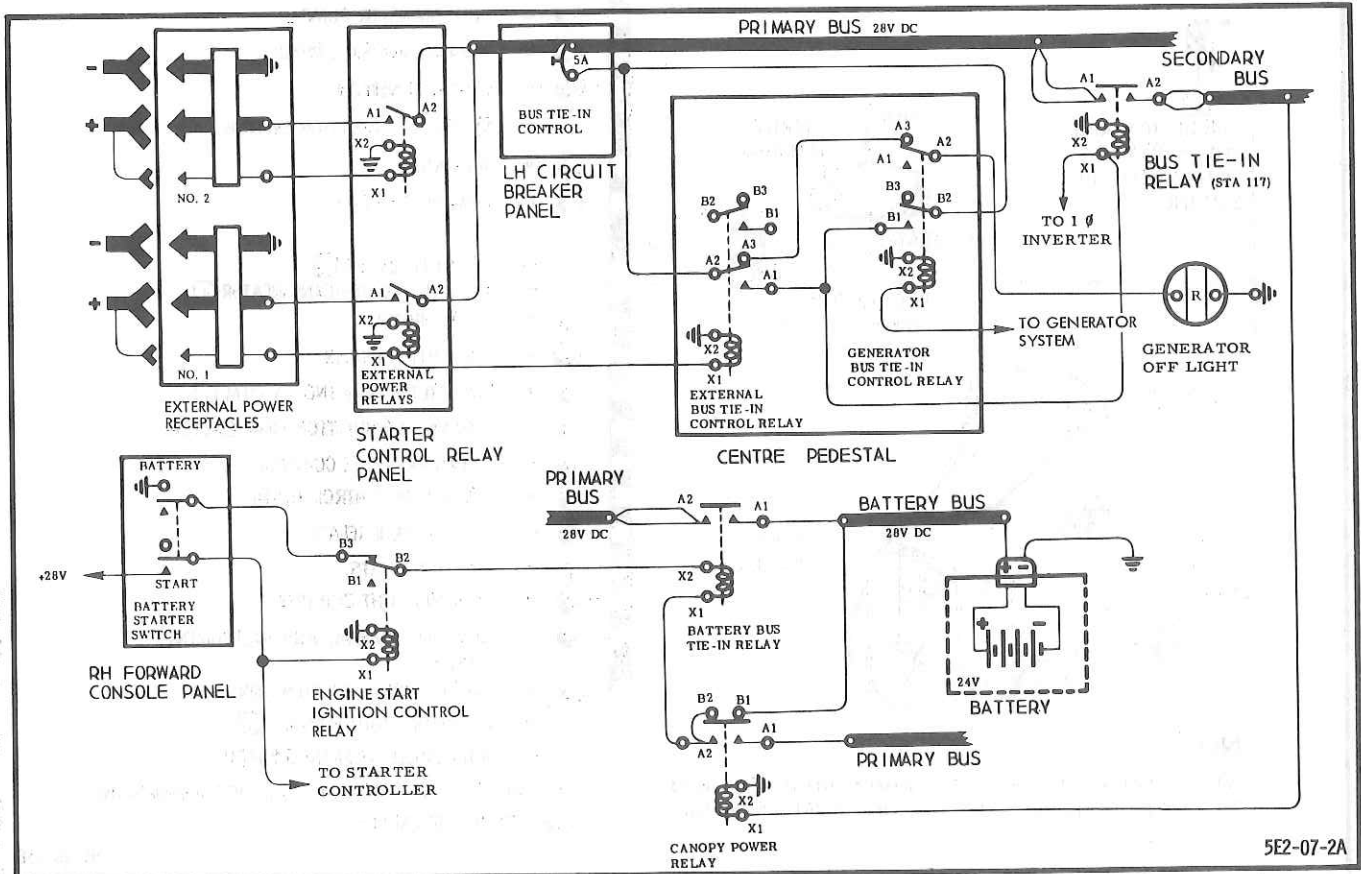 PRIMARY BUS 28V DC
SECONDARY
BUS
5A
BUS TIE-IN
CONTROL
LH CIRCUIT
BREAKER
PANEL
-
+
NO. 2
-
+
NO. 1
EXTERNAL POWER
RECEPTACLES
A1
A2
X2
X1
A1
A2
X2
X1
EXTERNAL
POWER
RELAYS
STARTER
CONTROL RELAY
PANEL
B3
B2
B1
A3
A2
A1
X2
X1
EXTERNAL
BUS TIE-IN
CONTROL RELAY
A3
A2
A1
B3
B2
B1
X2
X1
GENERATOR
BUS TIE-IN
CONTROL RELAY
TO GENERATOR
SYSTEM
CENTRE PEDESTAL
A1
A2
X2
X1
BUS TIE-IN
RELAY (STA 117)
TO 1 Ø
INVERTER
R
GENERATOR
OFF LIGHT
BATTERY
+28V
START
BATTERY
STARTER
SWITCH
RH FORWARD
CONSOLE PANEL
B3
B2
B1
X2
X1
ENGINE START
IGNITION CONTROL
RELAY
TO STARTER
CONTROLLER
PRIMARY
BUS
28V DC
A2
A1
X2
X1
BATTERY BUS
TIE-IN RELAY
BATTERY BUS
28V DC
+ -
+ -
24V
BATTERY
B2
B1
A2
A1
PRIMARY BUS
X2
X1
CANOPY POWER
RELAY
5E2-07-2A